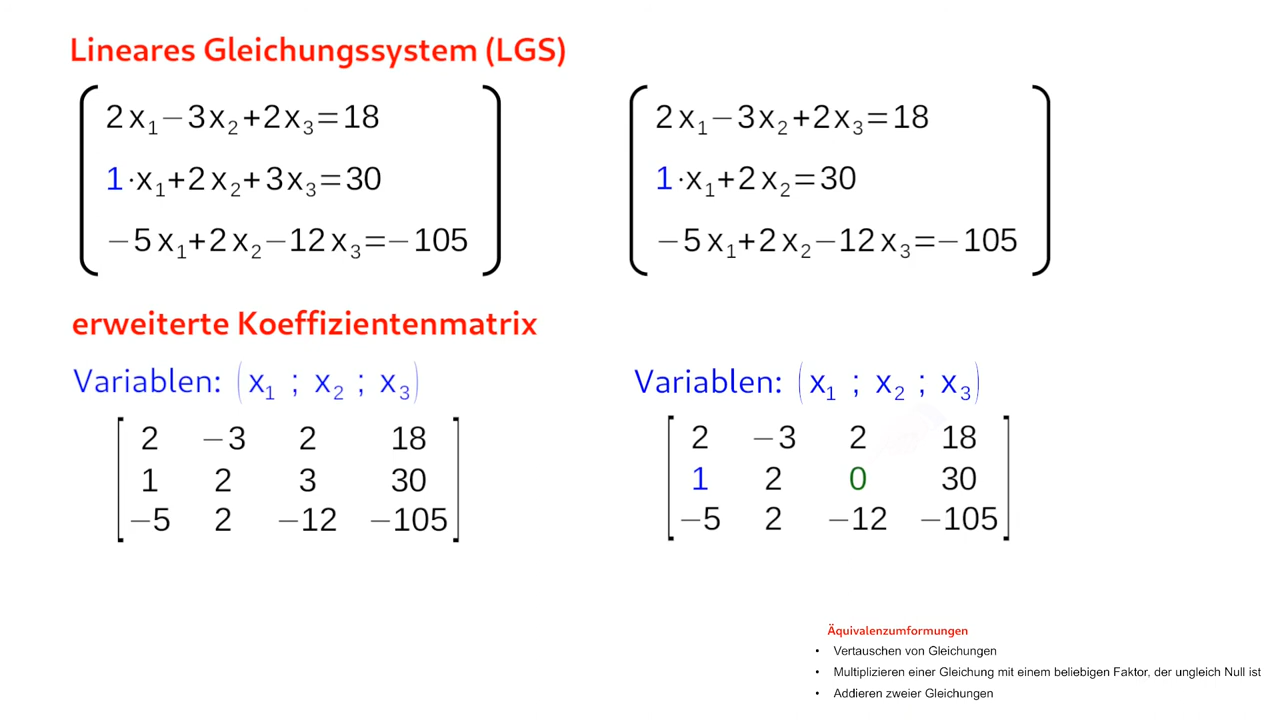 Lineares Gleichungssystem (LGS)
2x₁−3x₂+2x₃=18
1·x₁+2x₂+3x₃=30
−5x₁+2x₂−12x₃=−105
2x₁−3x₂+2x₃=18
1·x₁+2x₂=30
−5x₁+2x₂−12x₃=−105
erweiterte Koeffizientenmatrix
Variablen: (x₁ ; x₂ ; x₃)
2 −3 2 18
1 2 3 30
−5 2 −12 −105
Variablen: (x₁ ; x₂ ; x₃)
2 −3 2 18
1 2 0 30
−5 2 −12 −105
Äquivalenzumformungen
• Vertauschen von Gleichungen
• Multiplizieren einer Gleichung mit einem beliebigen Faktor, der ungleich Null ist
• Addieren zweier Gleichungen